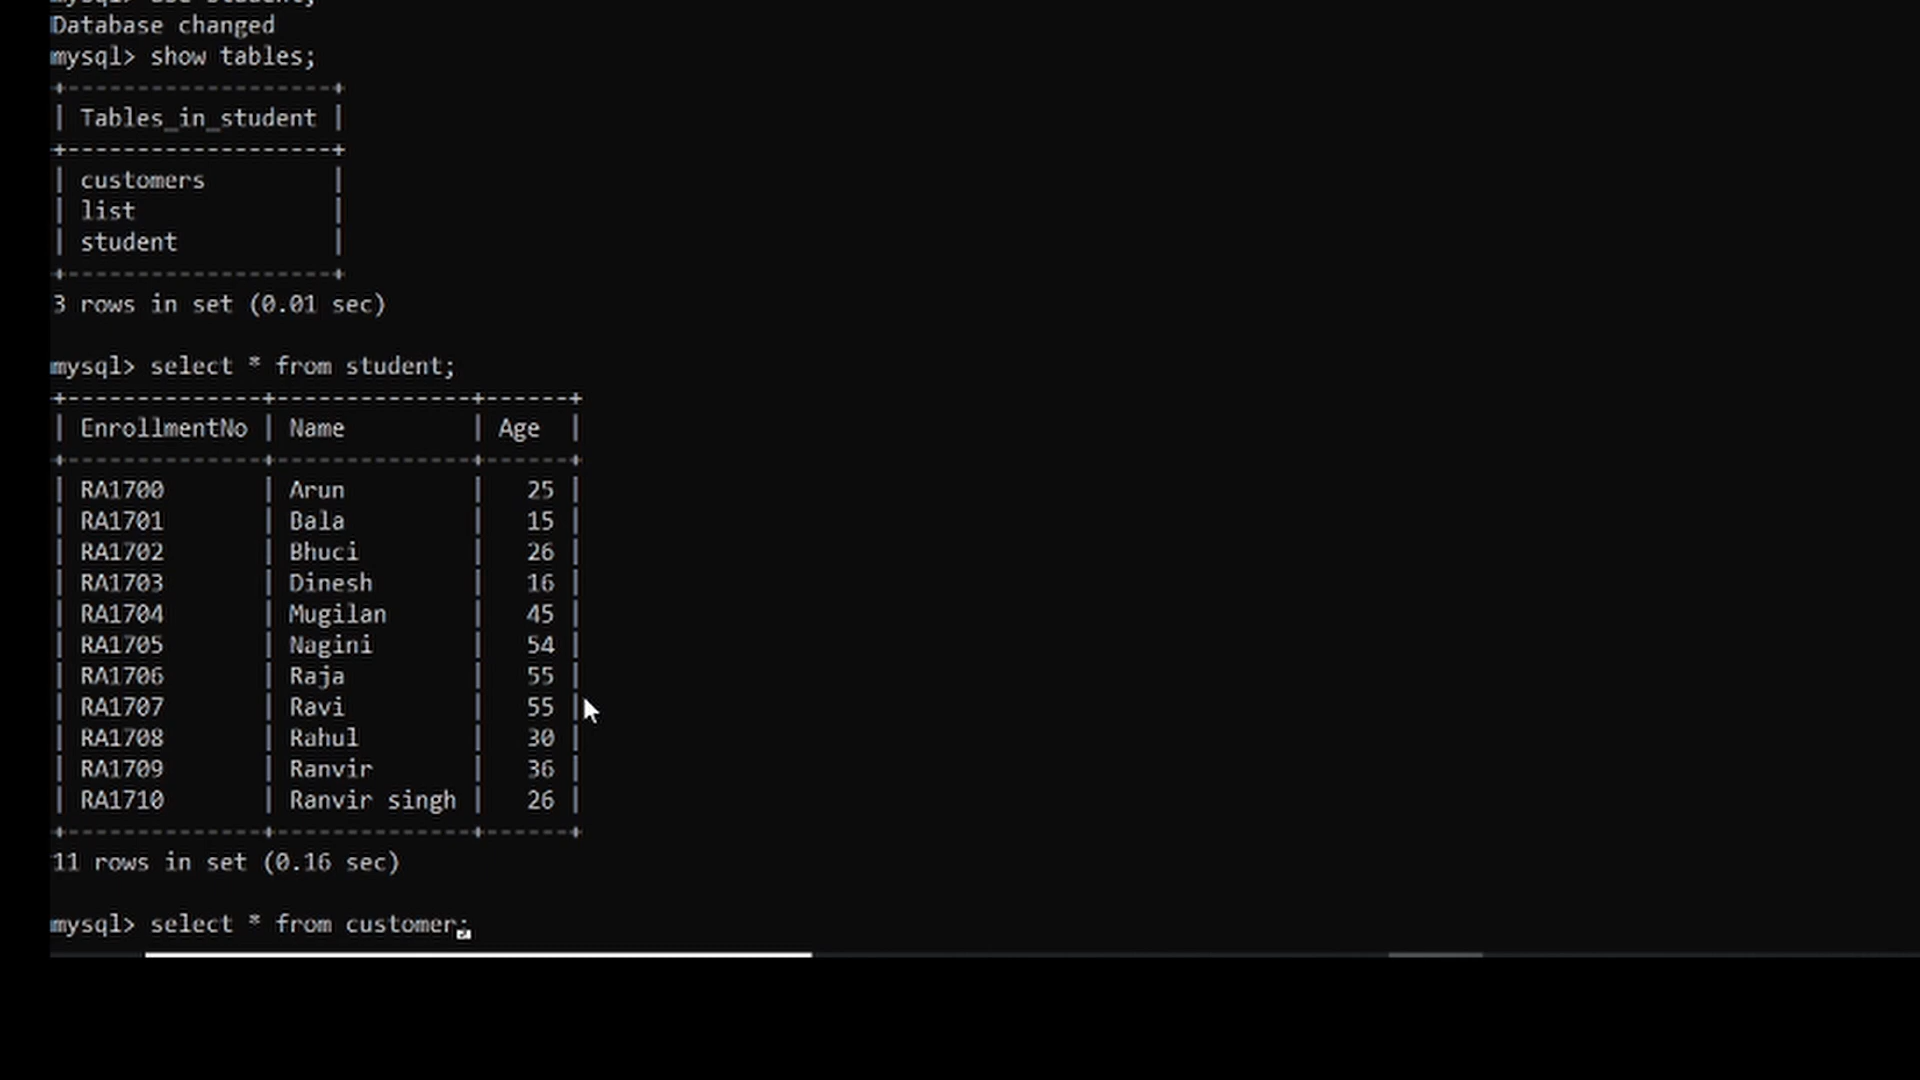 mysql> use student;
Database changed
mysql> show tables;
+-------------------+
| Tables_in_student |
+-------------------+
| customers         |
| list              |
| student           |
+-------------------+
3 rows in set (0.01 sec)
mysql> select * from student;
+--------------+--------------+------+
| EnrollmentNo | Name         | Age  |
+--------------+--------------+------+
| RA1700       | Arun         |   25 |
| RA1701       | Bala         |   15 |
| RA1702       | Bhuci        |   26 |
| RA1703       | Dinesh       |   16 |
| RA1704       | Mugilan      |   45 |
| RA1705       | Nagini       |   54 |
| RA1706       | Raja         |   55 |
| RA1707       | Ravi         |   55 |
| RA1708       | Rahul        |   30 |
| RA1709       | Ranvir       |   36 |
| RA1710       | Ranvir singh |   26 |
+--------------+--------------+------+
11 rows in set (0.16 sec)
mysql> select * from customer;